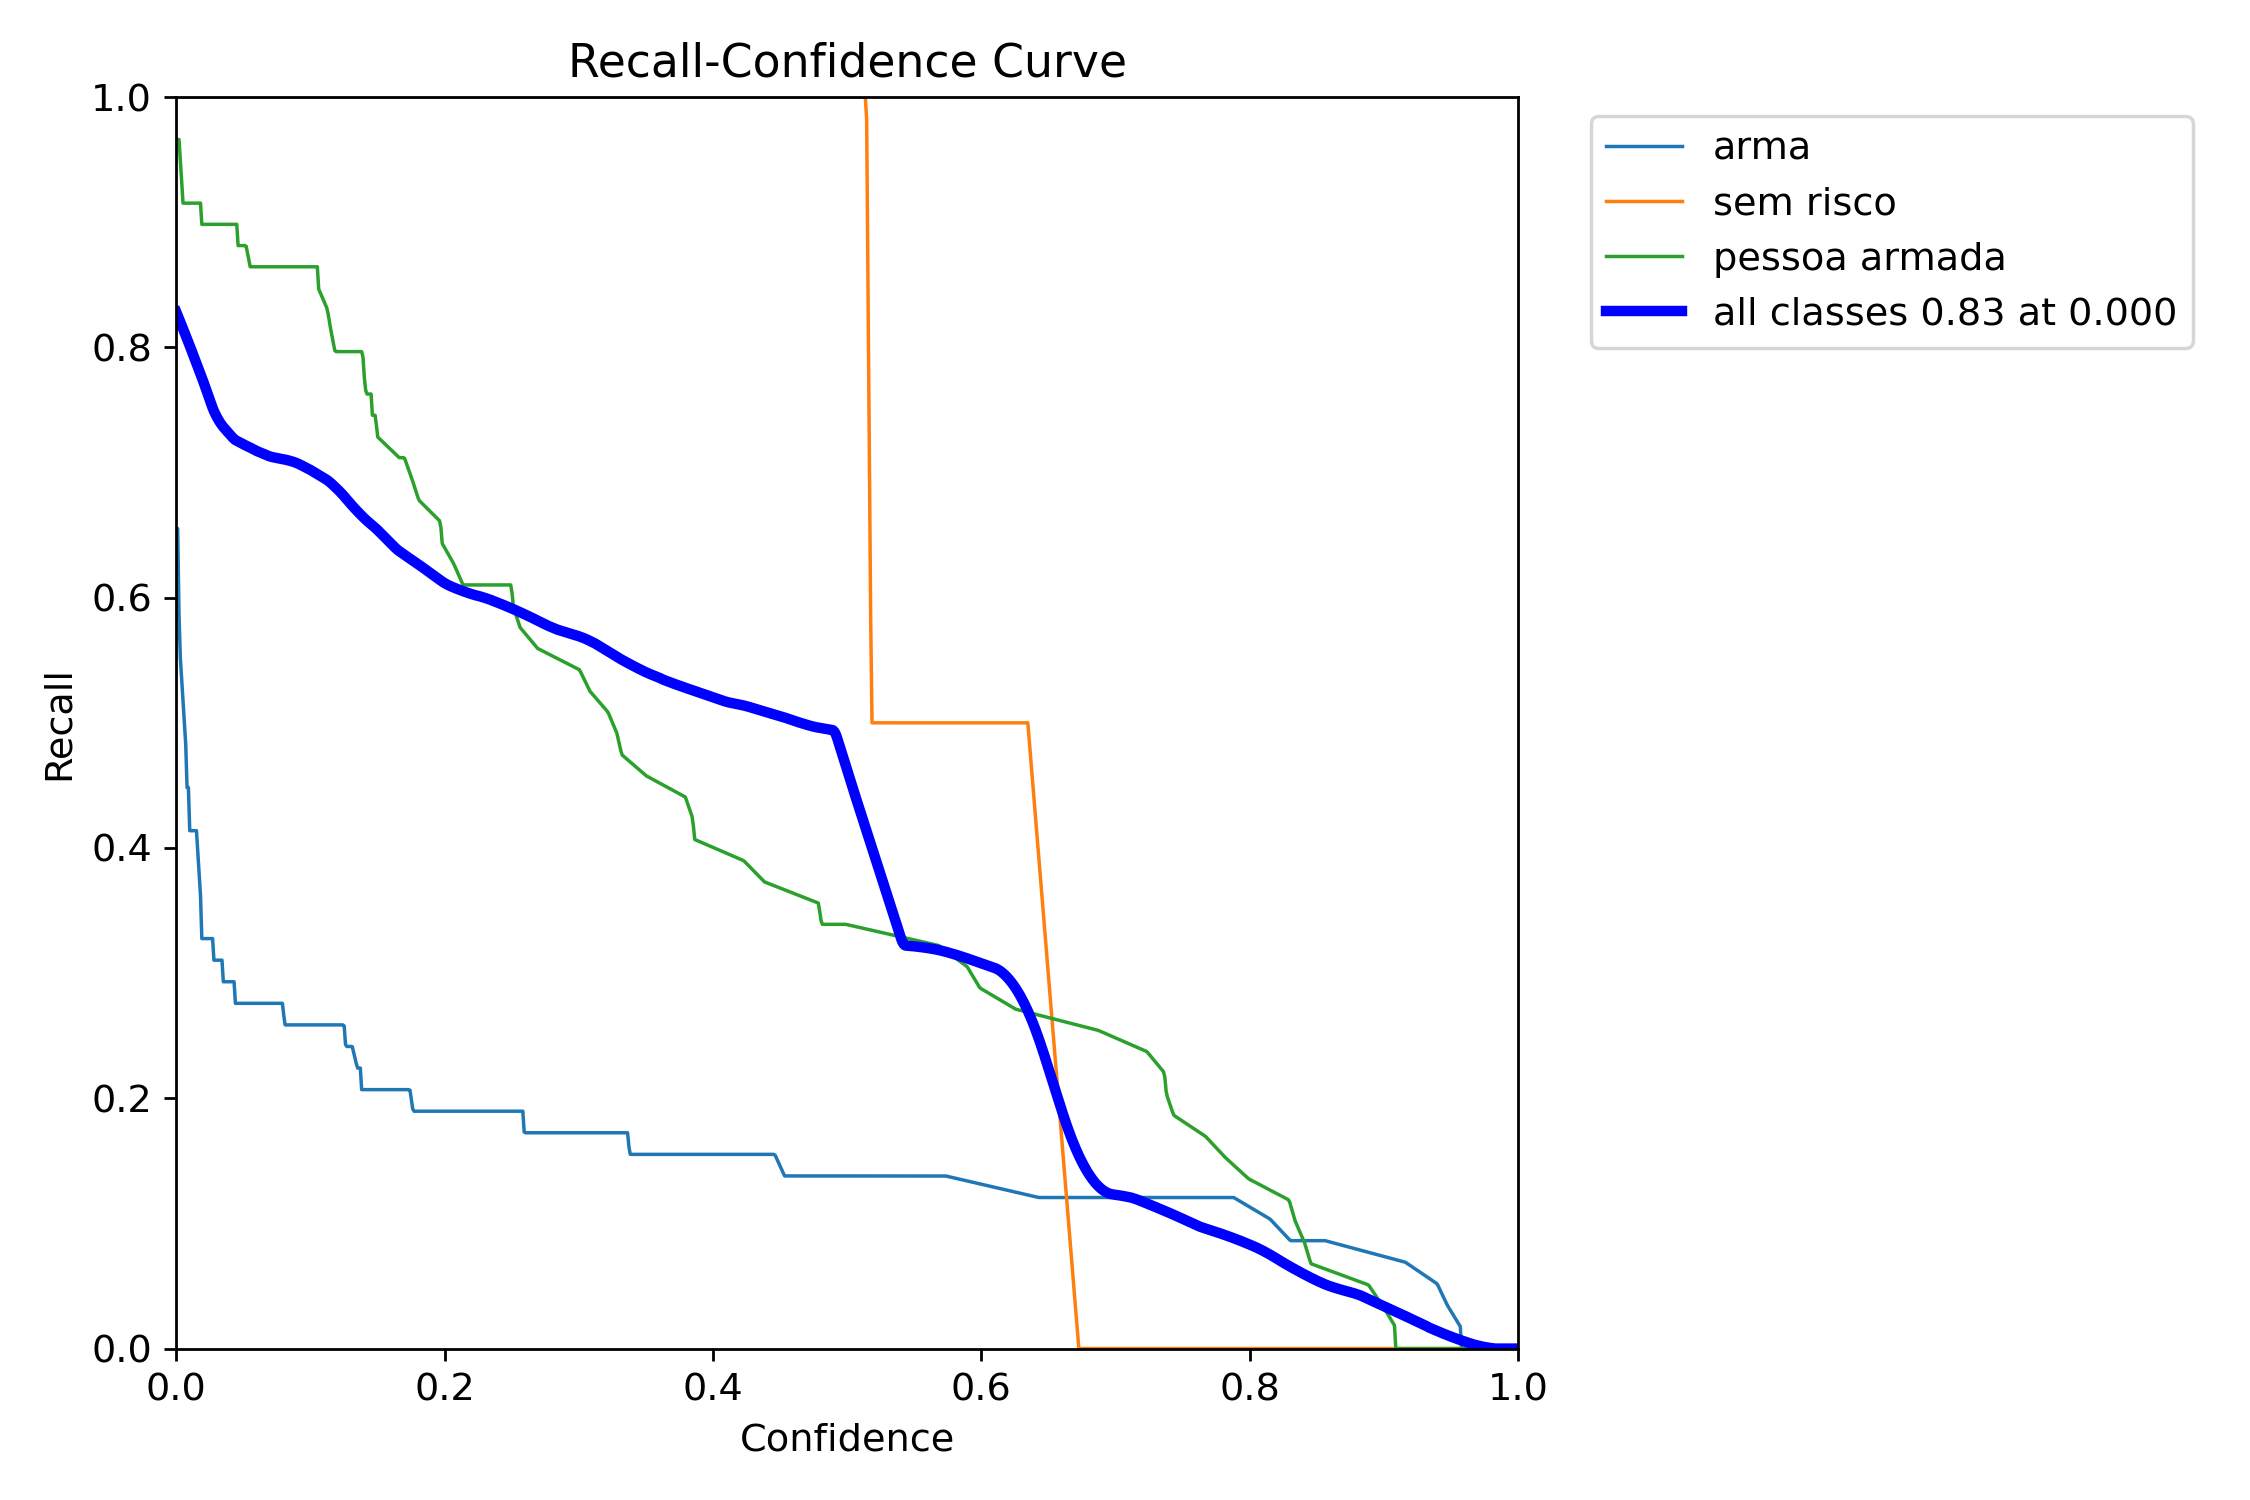 Recall-Confidence Curve
1.0
0.8
0.6
0.4
0.2
0.0
Recall
0.0 0.2 0.4 0.6 0.8 1.0
Confidence
arma
sem risco
pessoa armada
all classes 0.83 at 0.000